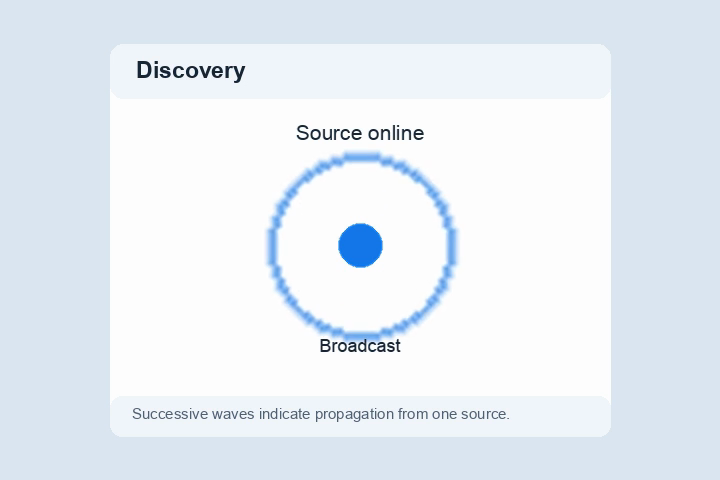 Discovery
Source online
Broadcast
Successive waves indicate propagation from one source.